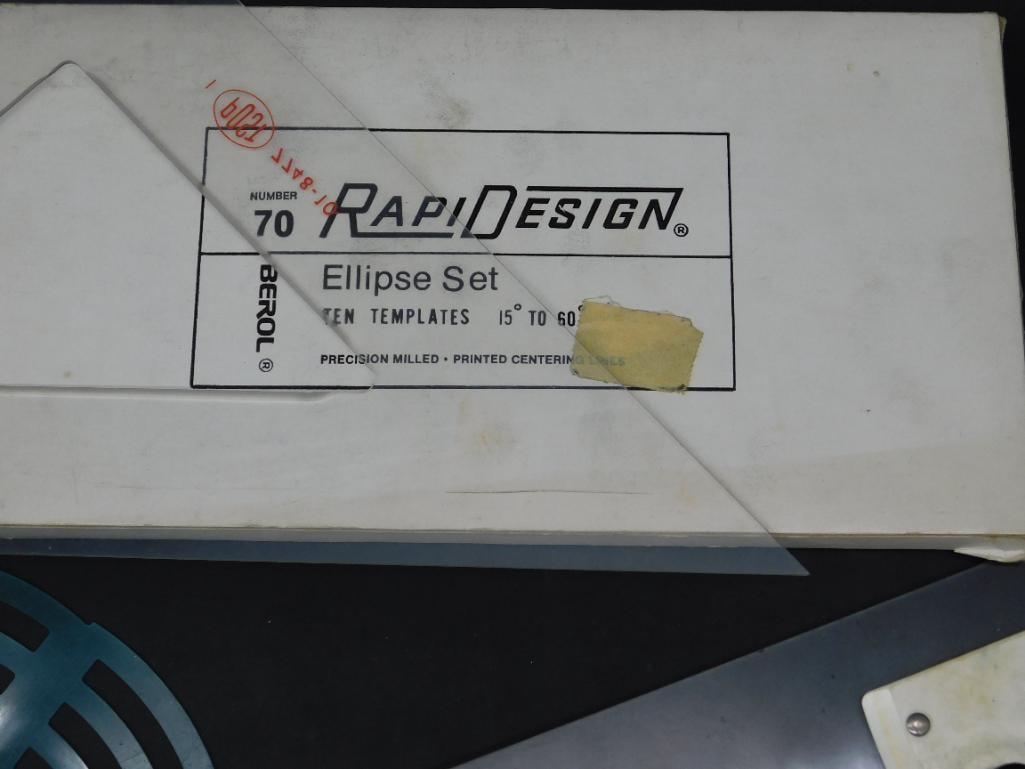 NUMBER
70
RAPIDESIGN®
BEROL®
Ellipse Set
TEN TEMPLATES 15° TO 60°
PRECISION MILLED • PRINTED CENTERING LINES